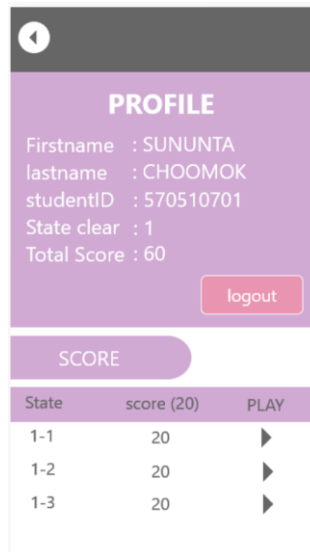 PROFILE
Firstname : SUNUNTA
lastname : CHOOMOK
studentID : 570510701
State clear : 1
Total Score : 60
logout
SCORE
State score (20) PLAY
1-1 20
1-2 20
1-3 20